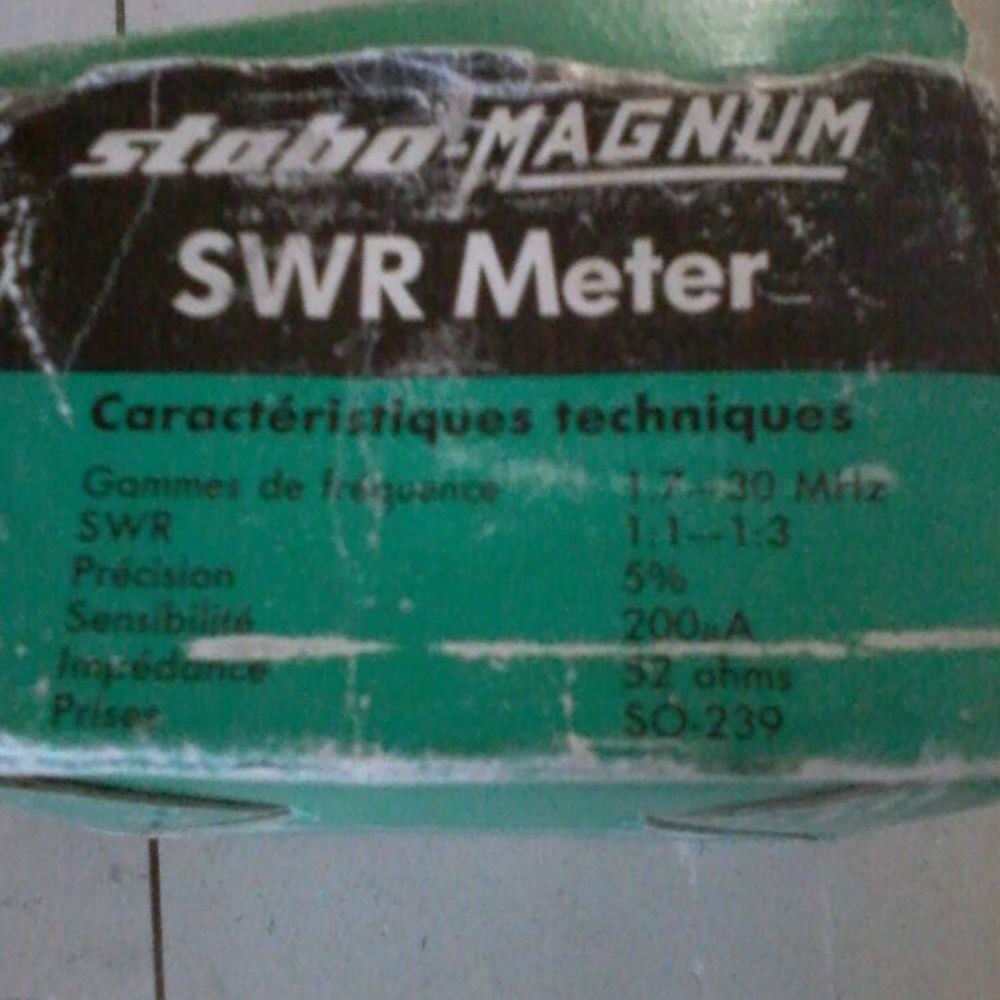 stabo-MAGNUM
SWR Meter
Caractéristiques techniques
Gammes de fréquance 1.7—30 MHz
SWR 1:1—1:3
Précision 5%
Sensibilité 200µA
Impédance 52 ohms
Prises SO-239